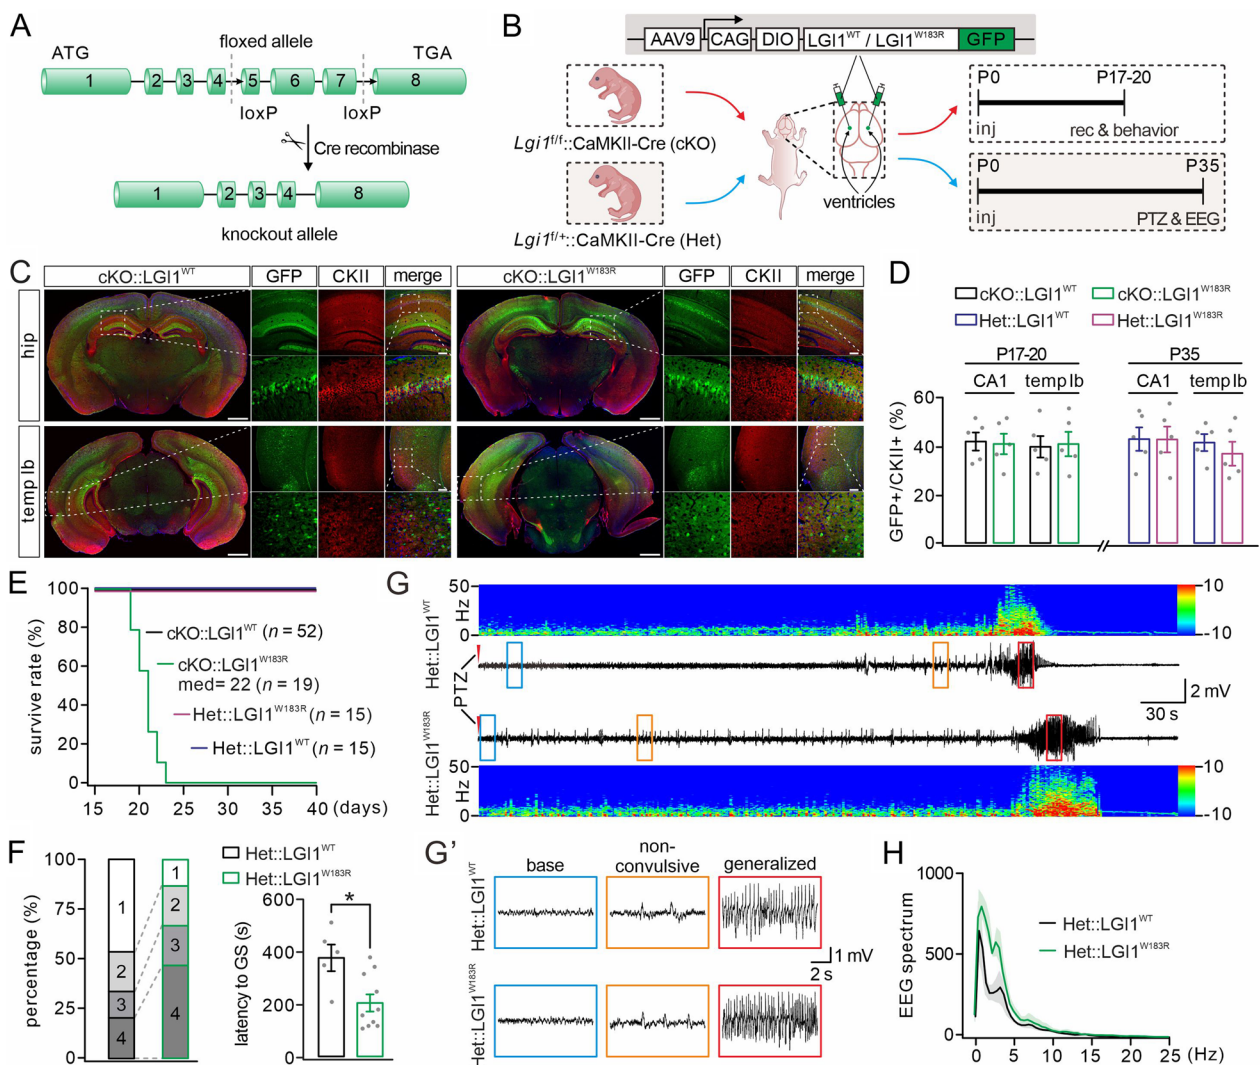 A
ATG
floxed allele
TGA
1 2 3 4 5 6 7 8
loxP loxP
Cre recombinase
1 2 3 4 8
knockout allele
B
AAV9 CAG DIO LGI1WT / LGI1W183R GFP
Lgi1f/f::CaMKII-Cre (cKO)
Lgi1f/+::CaMKII-Cre (Het)
ventricles
P0 P17-20
inj rec & behavior
P0 P35
inj PTZ & EEG
C
cKO::LGI1WT GFP CKII merge cKO::LGI1W183R GFP CKII merge
hip
temp lb
D
cKO::LGI1WT cKO::LGI1W183R
Het::LGI1WT Het::LGI1W183R
P17-20 P35
CA1 temp lb CA1 temp lb
GFP+/CKII+ (%)
60
40
20
0
E
survive rate (%)
100
80
60
40
20
0
cKO::LGI1WT (n = 52)
cKO::LGI1W183R
med= 22 (n = 19)
Het::LGI1W183R (n = 15)
Het::LGI1WT (n = 15)
15 20 25 30 35 40 (days)
F
percentage (%)
100
75
50
25
0
1
2
3
4
1
2
3
4
Het::LGI1WT
Het::LGI1W183R
latency to GS (s)
600
400
200
0
*
G
Het::LGI1WT
50
Hz
0
10
-10
PTZ
2 mV
30 s
Het::LGI1W183R
50
Hz
0
10
-10
G'
base
non-
convulsive
generalized
Het::LGI1WT
1 mV
2 s
Het::LGI1W183R
H
EEG spectrum
1000
500
0
Het::LGI1WT
Het::LGI1W183R
0 5 10 15 20 25 (Hz)